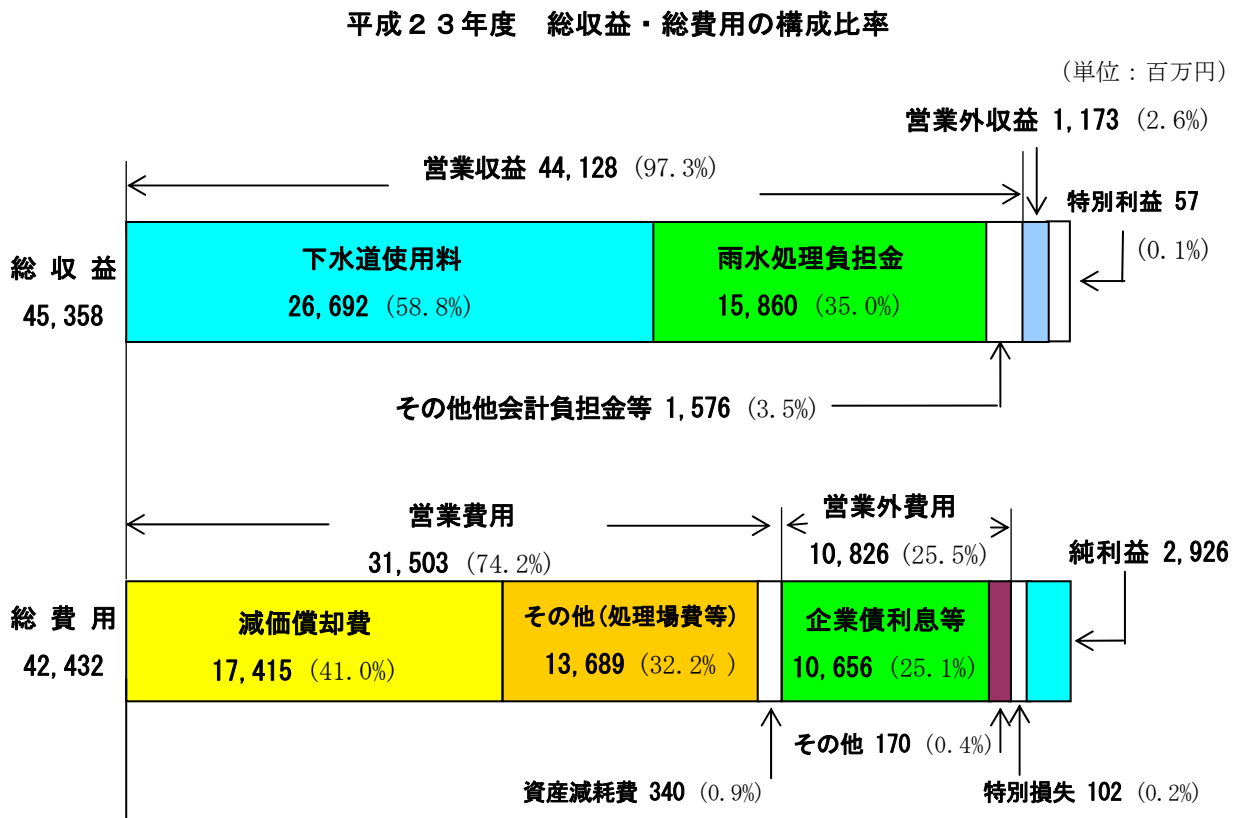 平成２３年度　総収益・総費用の構成比率
（単位：百万円）
営業外収益 1,173（2.6%）
営業収益 44,128（97.3%）
特別利益 57
（0.1%）
総収益
45,358
下水道使用料
26,692（58.8%）
雨水処理負担金
15,860（35.0%）
その他他会計負担金等 1,576（3.5%）
営業費用
31,503（74.2%）
営業外費用
10,826（25.5%）
純利益 2,926
総費用
42,432
減価償却費
17,415（41.0%）
その他(処理場費等)
13,689（32.2% ）
企業債利息等
10,656（25.1%）
その他 170（0.4%）
資産減耗費 340（0.9%）
特別損失 102（0.2%）